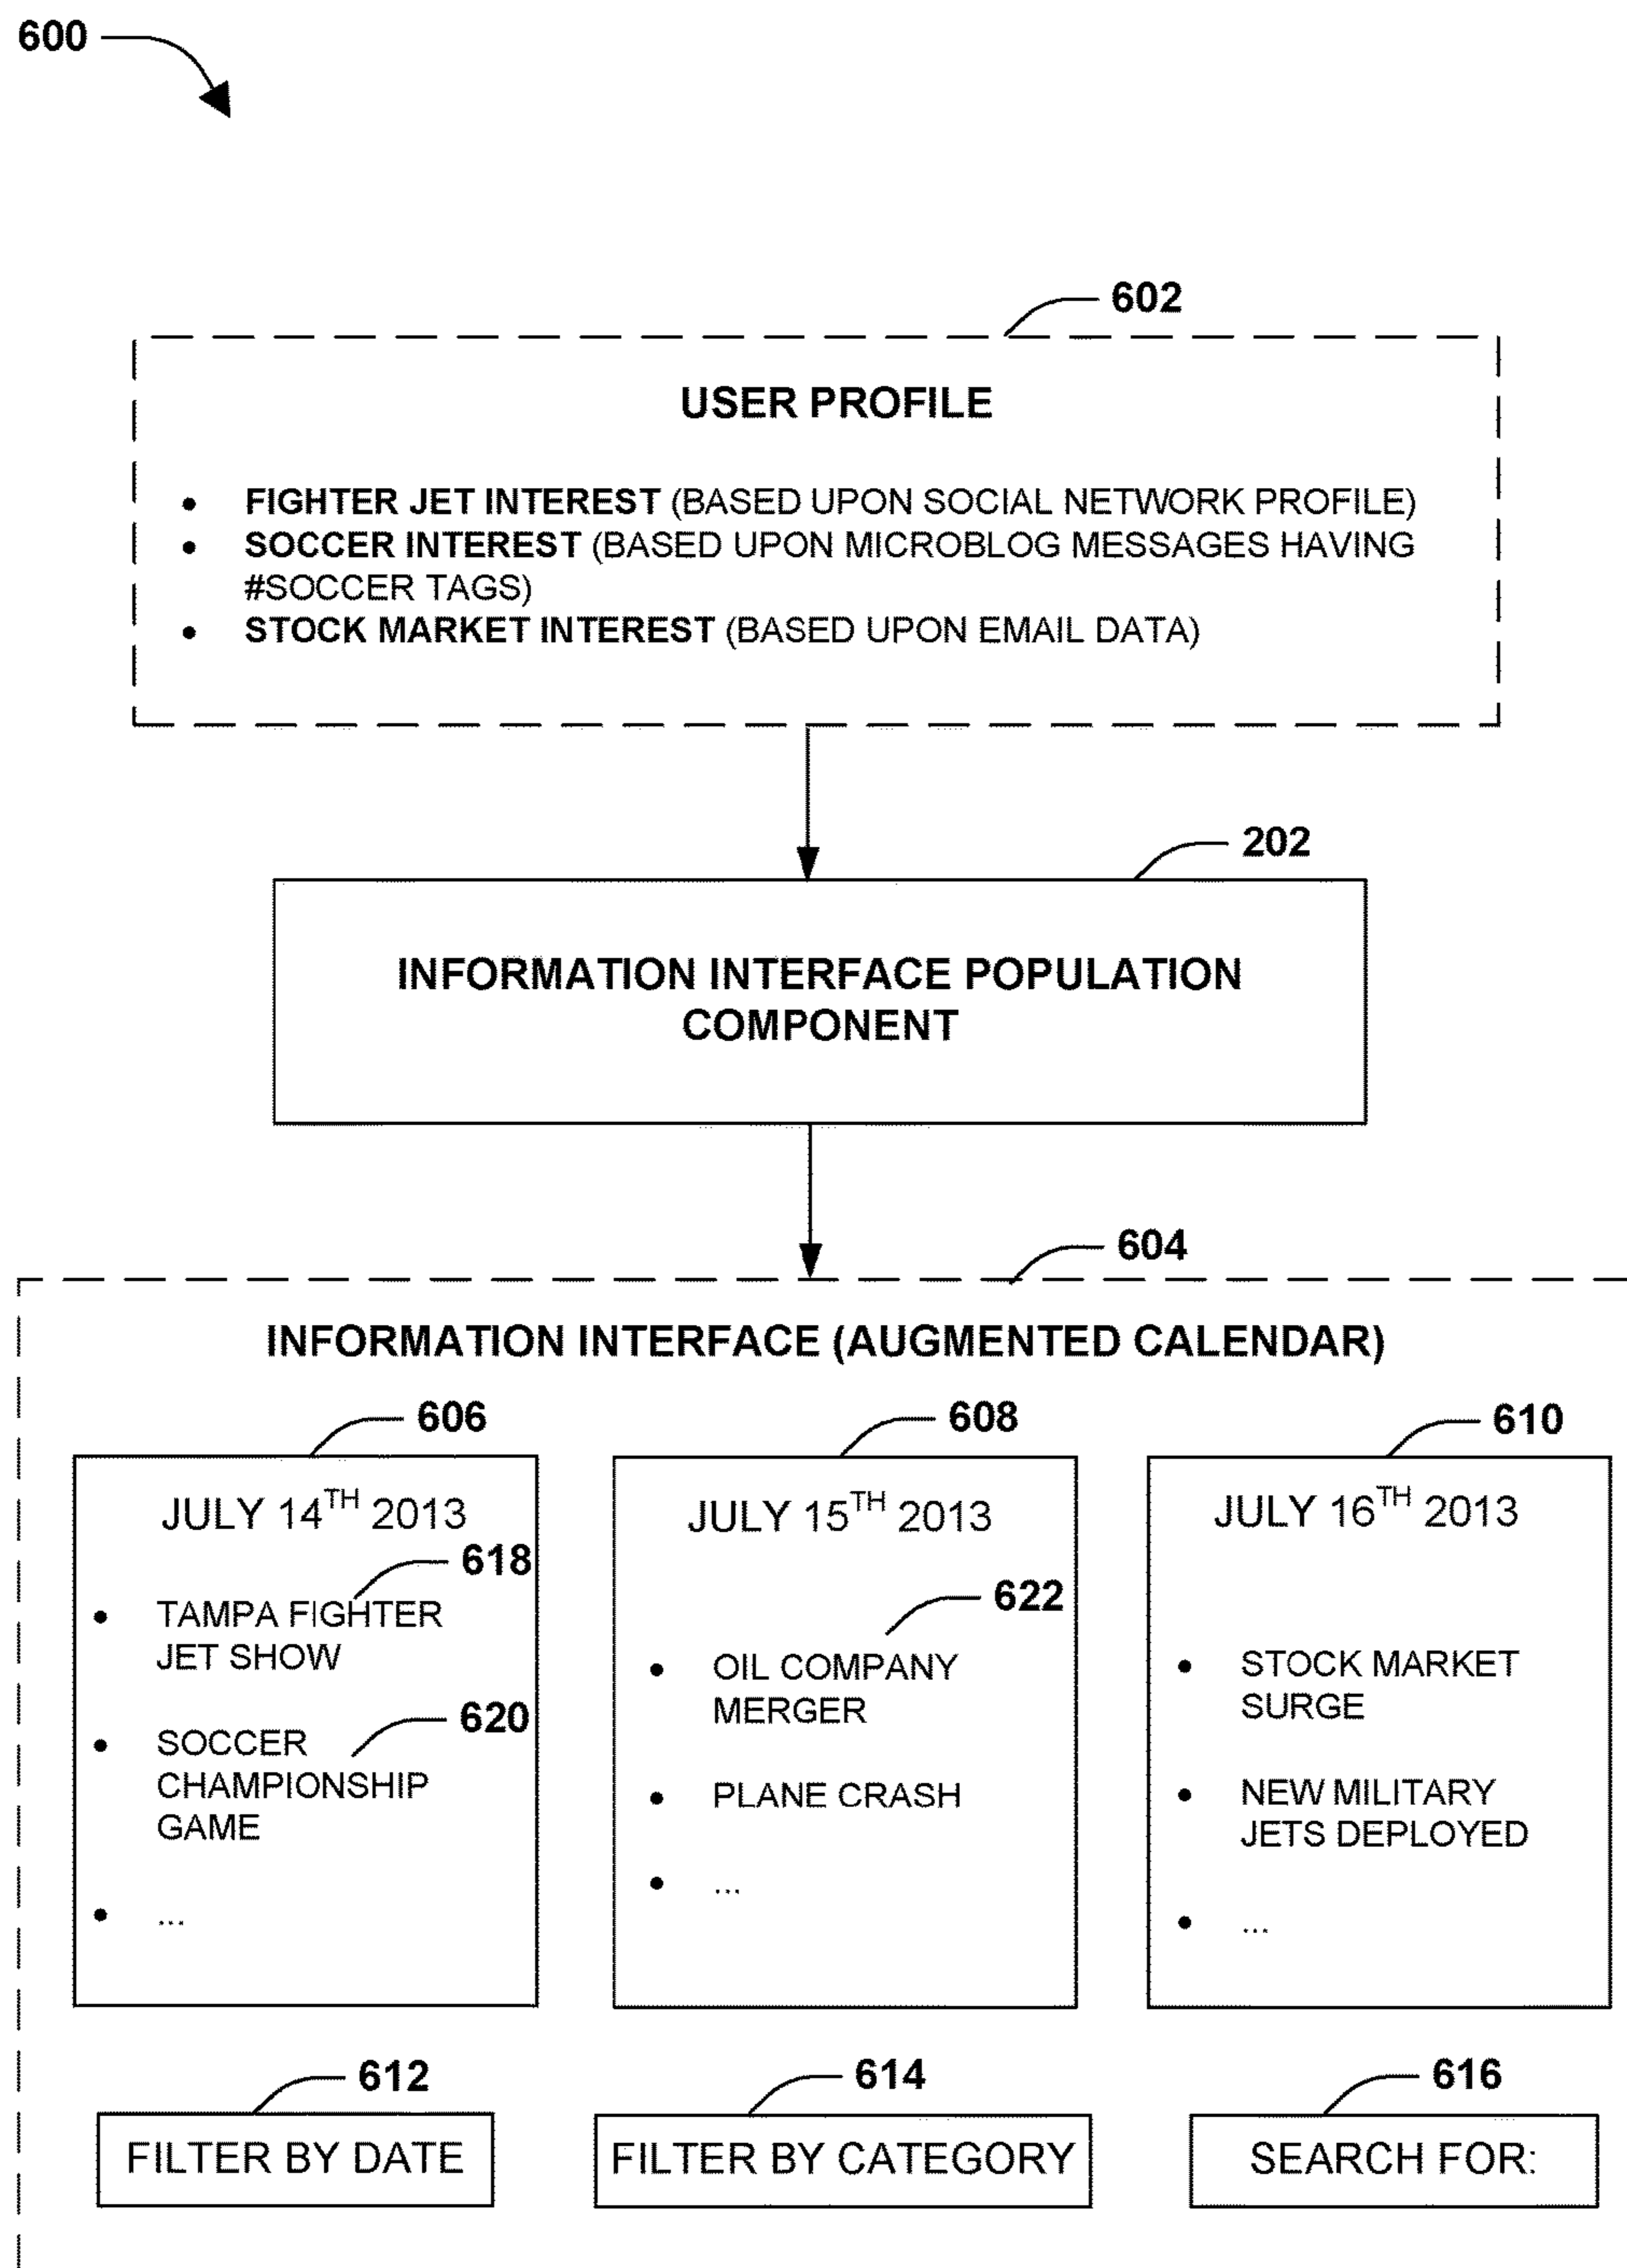 600
602
USER PROFILE
• FIGHTER JET INTEREST (BASED UPON SOCIAL NETWORK PROFILE)
• SOCCER INTEREST (BASED UPON MICROBLOG MESSAGES HAVING
#SOCCER TAGS)
• STOCK MARKET INTEREST (BASED UPON EMAIL DATA)
202
INFORMATION INTERFACE POPULATION
COMPONENT
604
INFORMATION INTERFACE (AUGMENTED CALENDAR)
606
JULY 14TH 2013
618
• TAMPA FIGHTER
JET SHOW
620
• SOCCER
CHAMPIONSHIP
GAME
• ...
608
JULY 15TH 2013
622
• OIL COMPANY
MERGER
• PLANE CRASH
• ...
610
JULY 16TH 2013
• STOCK MARKET
SURGE
• NEW MILITARY
JETS DEPLOYED
• ...
612
FILTER BY DATE
614
FILTER BY CATEGORY
616
SEARCH FOR: